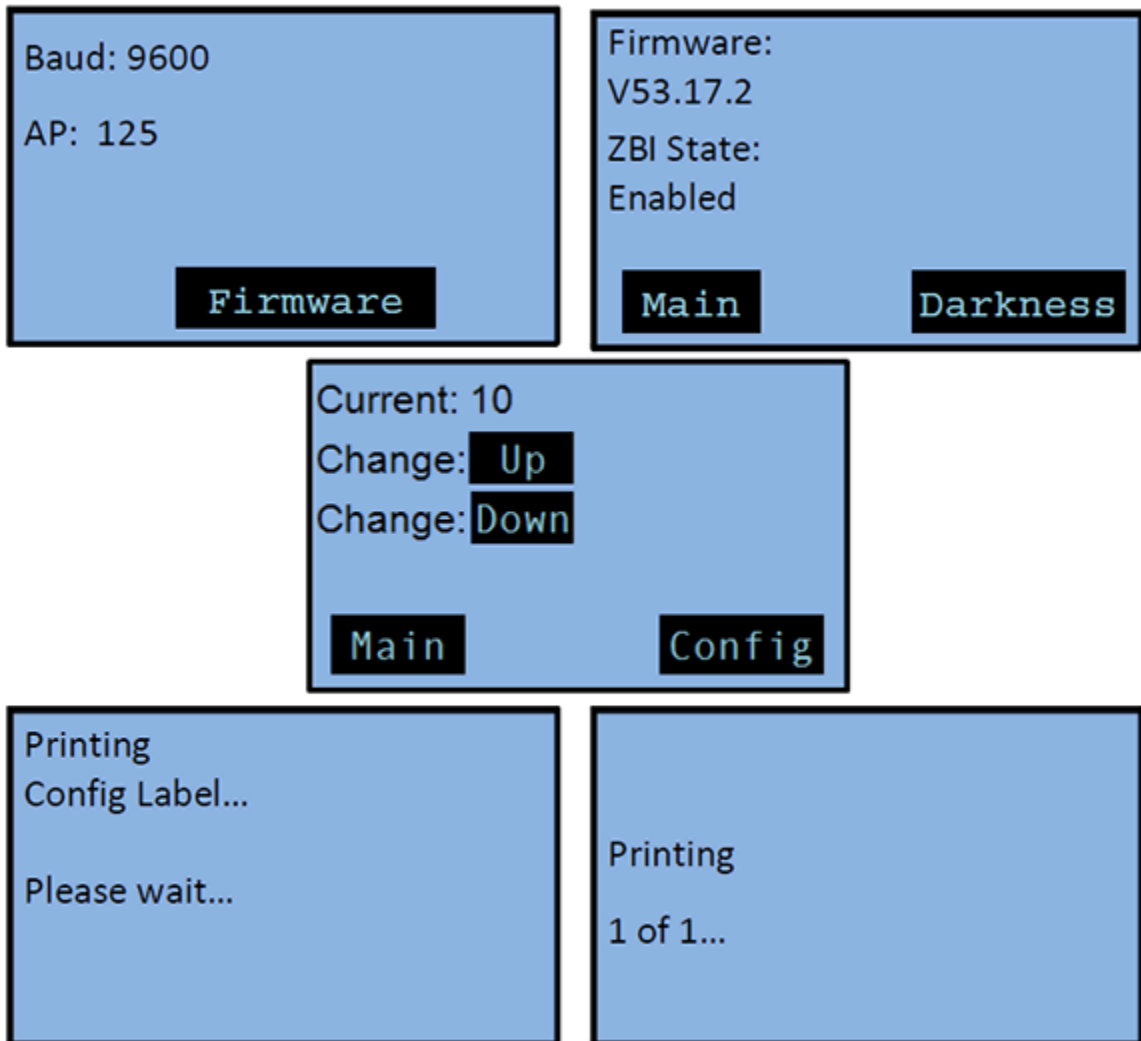 Baud: 9600
AP: 125
Firmware
Firmware:
V53.17.2
ZBI State:
Enabled
Main
Darkness
Current: 10
Change: Up
Change: Down
Main
Config
Printing
Config Label...
Please wait...
Printing
1 of 1...